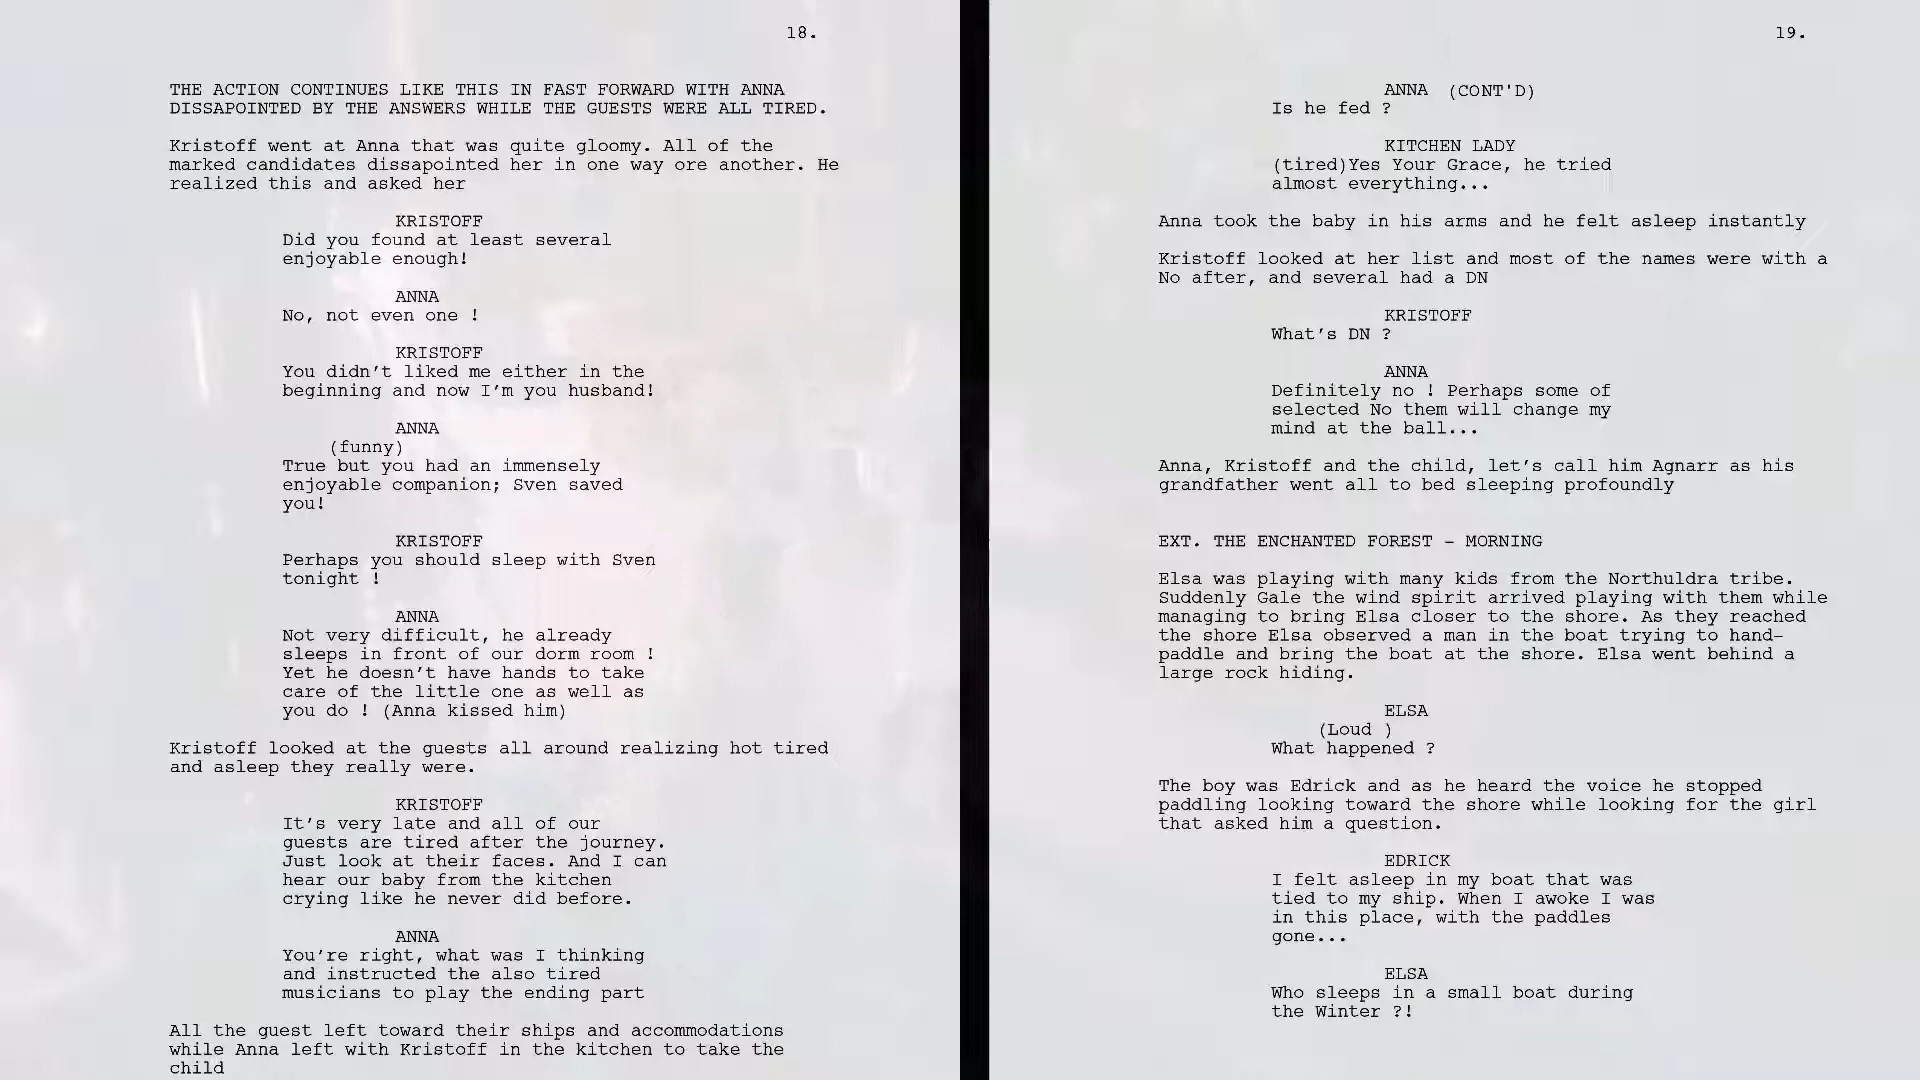 18.
THE ACTION CONTINUES LIKE THIS IN FAST FORWARD WITH ANNA
DISSAPOINTED BY THE ANSWERS WHILE THE GUESTS WERE ALL TIRED.
Kristoff went at Anna that was quite gloomy. All of the
marked candidates dissapointed her in one way ore another. He
realized this and asked her
KRISTOFF
Did you found at least several
enjoyable enough!
ANNA
No, not even one !
KRISTOFF
You didn't liked me either in the
beginning and now I'm you husband!
ANNA
(funny)
True but you had an immensely
enjoyable companion; Sven saved
you!
KRISTOFF
Perhaps you should sleep with Sven
tonight !
ANNA
Not very difficult, he already
sleeps in front of our dorm room !
Yet he doesn't have hands to take
care of the little one as well as
you do ! (Anna kissed him)
Kristoff looked at the guests all around realizing hot tired
and asleep they really were.
KRISTOFF
It's very late and all of our
guests are tired after the journey.
Just look at their faces. And I can
hear our baby from the kitchen
crying like he never did before.
ANNA
You're right, what was I thinking
and instructed the also tired
musicians to play the ending part
All the guest left toward their ships and accommodations
while Anna left with Kristoff in the kitchen to take the
child
19.
ANNA (CONT'D)
Is he fed ?
KITCHEN LADY
(tired)Yes Your Grace, he tried
almost everything...
Anna took the baby in his arms and he felt asleep instantly
Kristoff looked at her list and most of the names were with a
No after, and several had a DN
KRISTOFF
What's DN ?
ANNA
Definitely no ! Perhaps some of
selected No them will change my
mind at the ball...
Anna, Kristoff and the child, let's call him Agnarr as his
grandfather went all to bed sleeping profoundly
EXT. THE ENCHANTED FOREST - MORNING
Elsa was playing with many kids from the Northuldra tribe.
Suddenly Gale the wind spirit arrived playing with them while
managing to bring Elsa closer to the shore. As they reached
the shore Elsa observed a man in the boat trying to hand-
paddle and bring the boat at the shore. Elsa went behind a
large rock hiding.
ELSA
(Loud )
What happened ?
The boy was Edrick and as he heard the voice he stopped
paddling looking toward the shore while looking for the girl
that asked him a question.
EDRICK
I felt asleep in my boat that was
tied to my ship. When I awoke I was
in this place, with the paddles
gone...
ELSA
Who sleeps in a small boat during
the Winter ?!